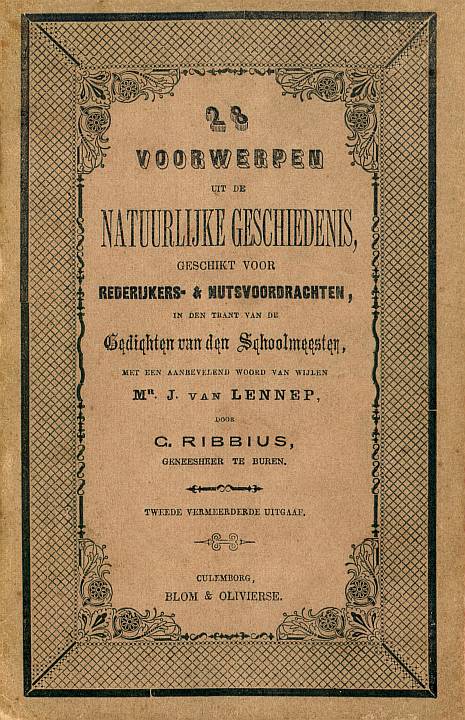 28
VOORWERPEN
UIT DE
NATUURLIJKE GESCHIEDENIS,
GESCHIKT VOOR
REDERIJKERS- & NUTSVOORDRACHTEN,
IN DEN TRANT VAN DE
Gedichten van den Schoolmeester,
MET EEN AANBEVELEND WOORD VAN WIJLEN
MR. J. VAN LENNEP,
DOOR
C. RIBBIUS,
GENEESHEER TE BUREN.
TWEEDE VERMEERDERDE UITGAAF.
CULEMBORG,
BLOM & OLIVIERSE.